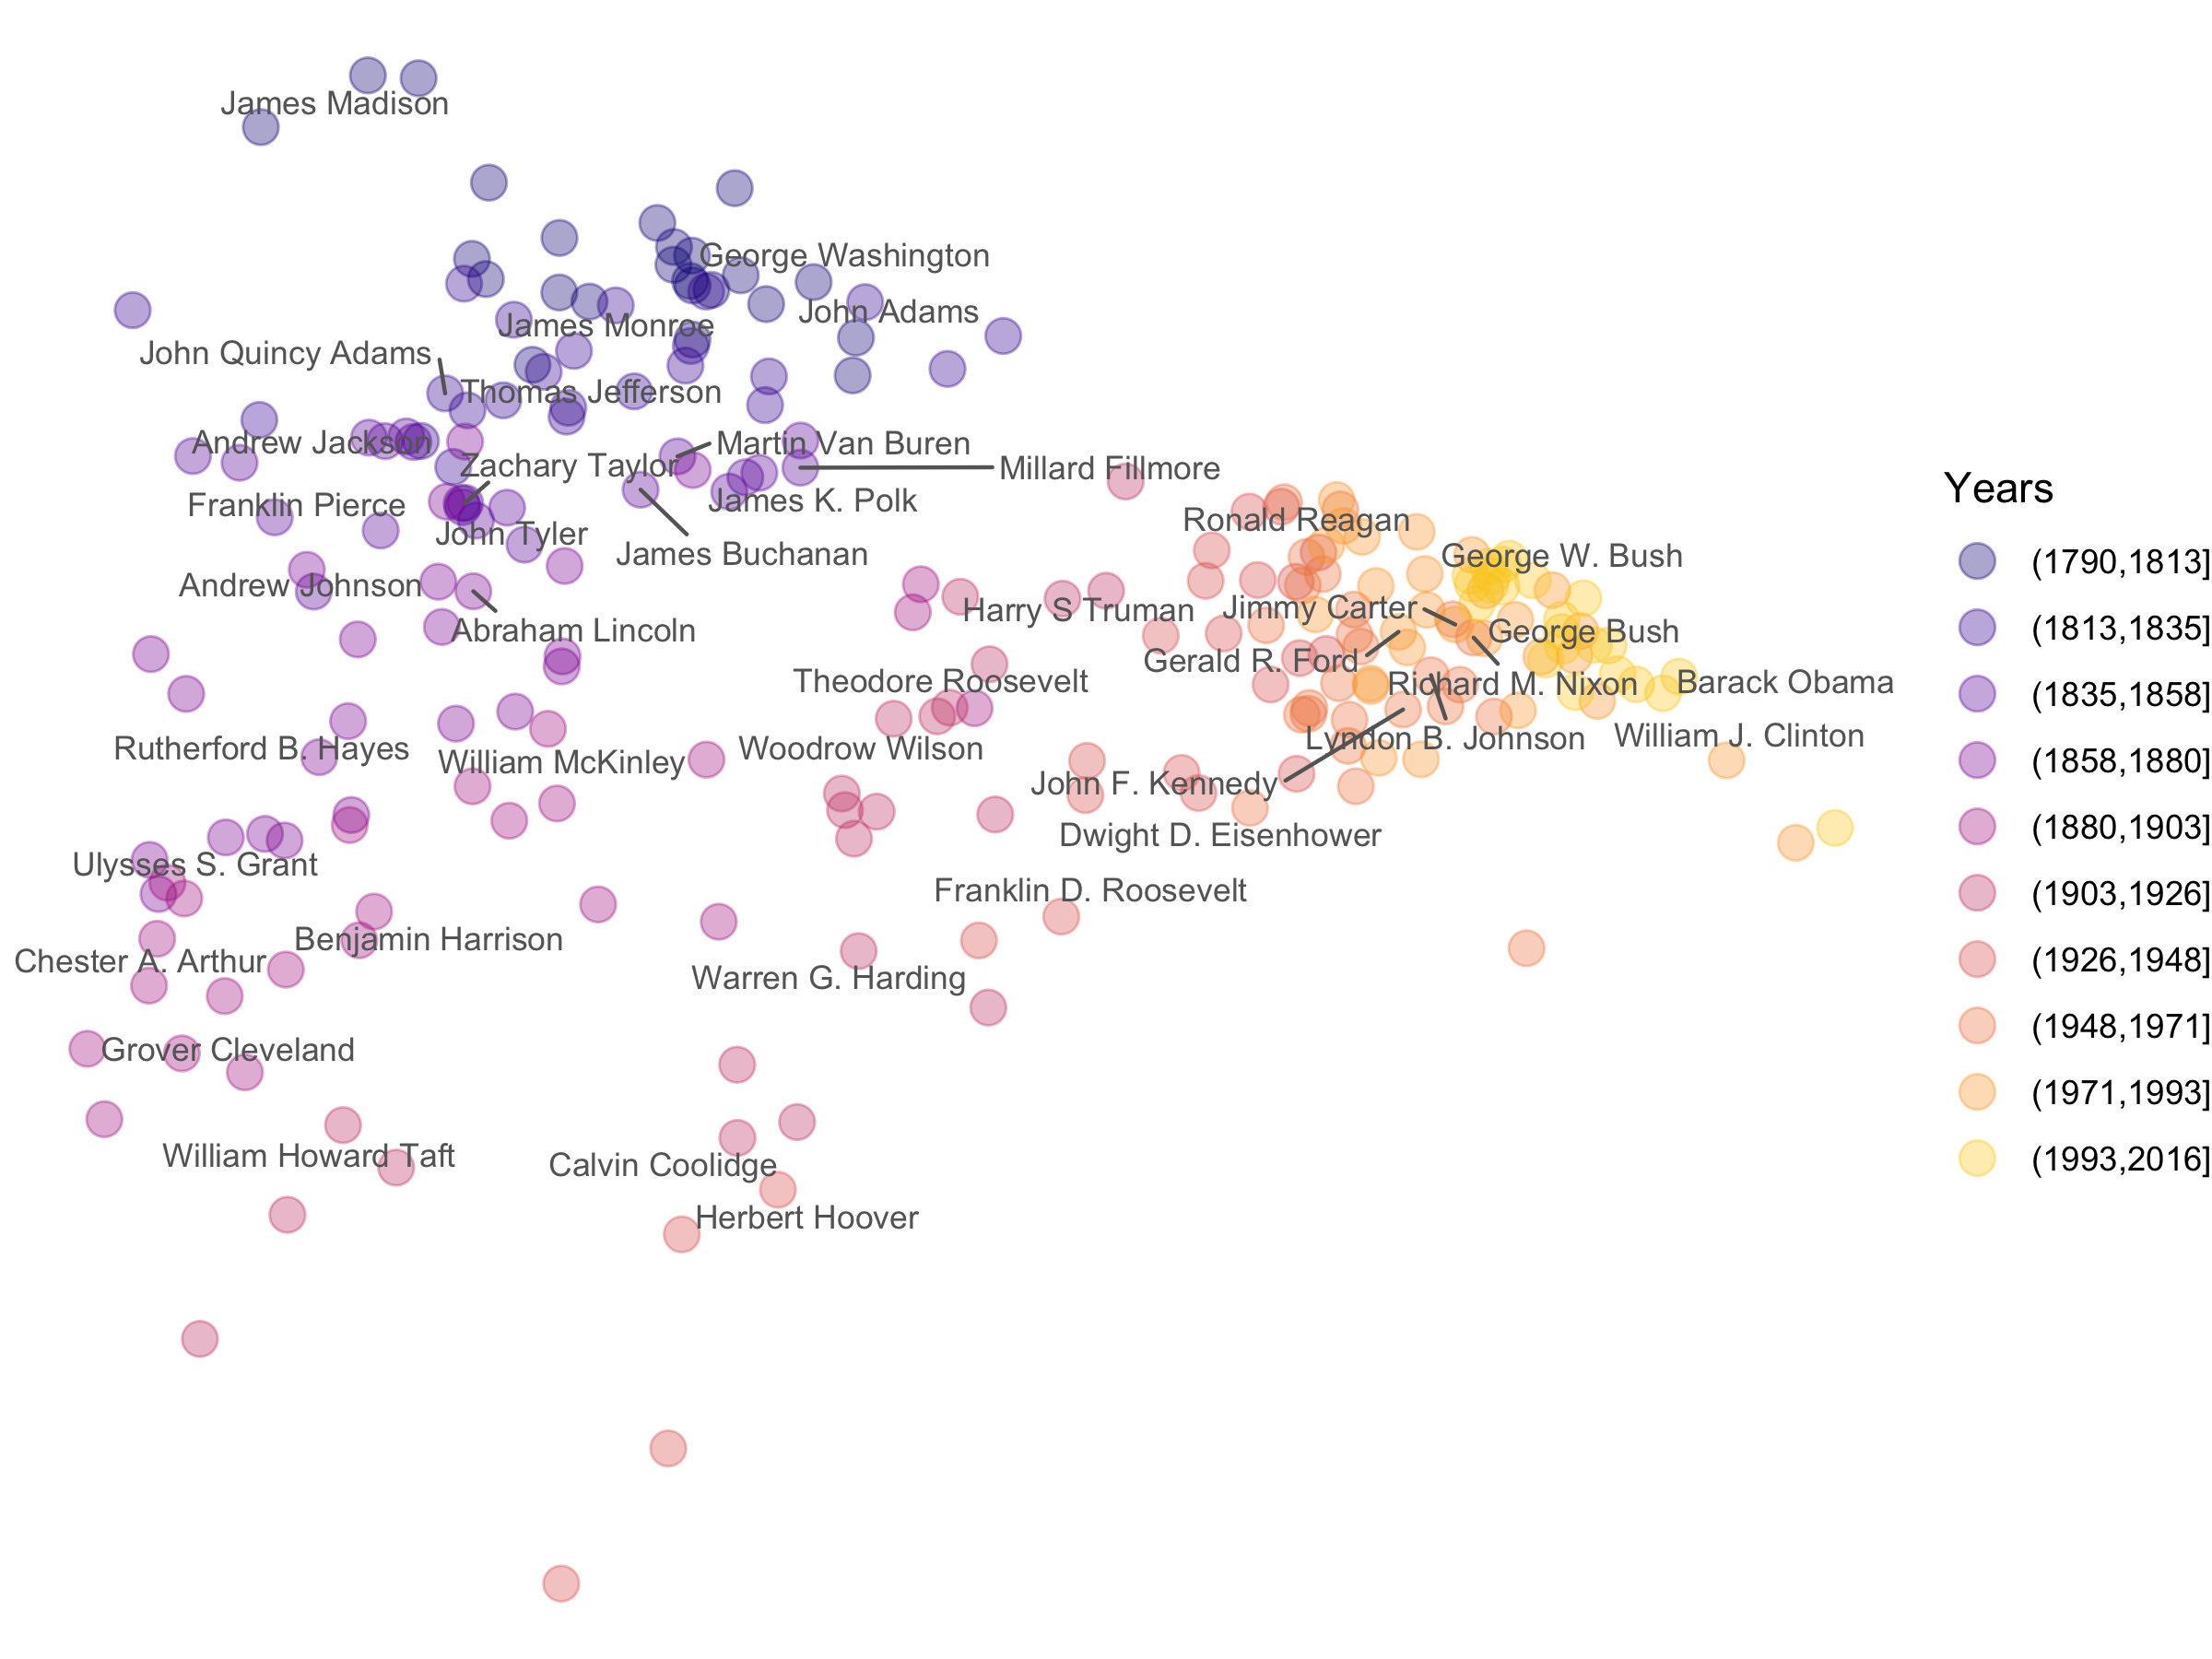 James Madison
George Washington
John Adams
James Monroe
John Quincy Adams
Thomas Jefferson
Andrew Jackson
Martin Van Buren
Zachary Taylor
Millard Fillmore
Years
Franklin Pierce
James K. Polk
Ronald Reagan
John Tyler
James Buchanan
George W. Bush
(1790,1813]
Andrew Johnson
Harry S Truman
Jimmy Carter
Abraham Lincoln
George Bush
(1813,1835]
Gerald R. Ford
Theodore Roosevelt
Richard M. Nixon
Barack Obama
(1835,1858]
Rutherford B. Hayes
William McKinley
Woodrow Wilson
Lyndon B. Johnson
William J. Clinton
(1858,1880]
John F. Kennedy
Dwight D. Eisenhower
(1880,1903]
Ulysses S. Grant
Franklin D. Roosevelt
(1903,1926]
Benjamin Harrison
Chester A. Arthur
Warren G. Harding
(1926,1948]
Grover Cleveland
(1948,1971]
(1971,1993]
William Howard Taft
Calvin Coolidge
(1993,2016]
Herbert Hoover